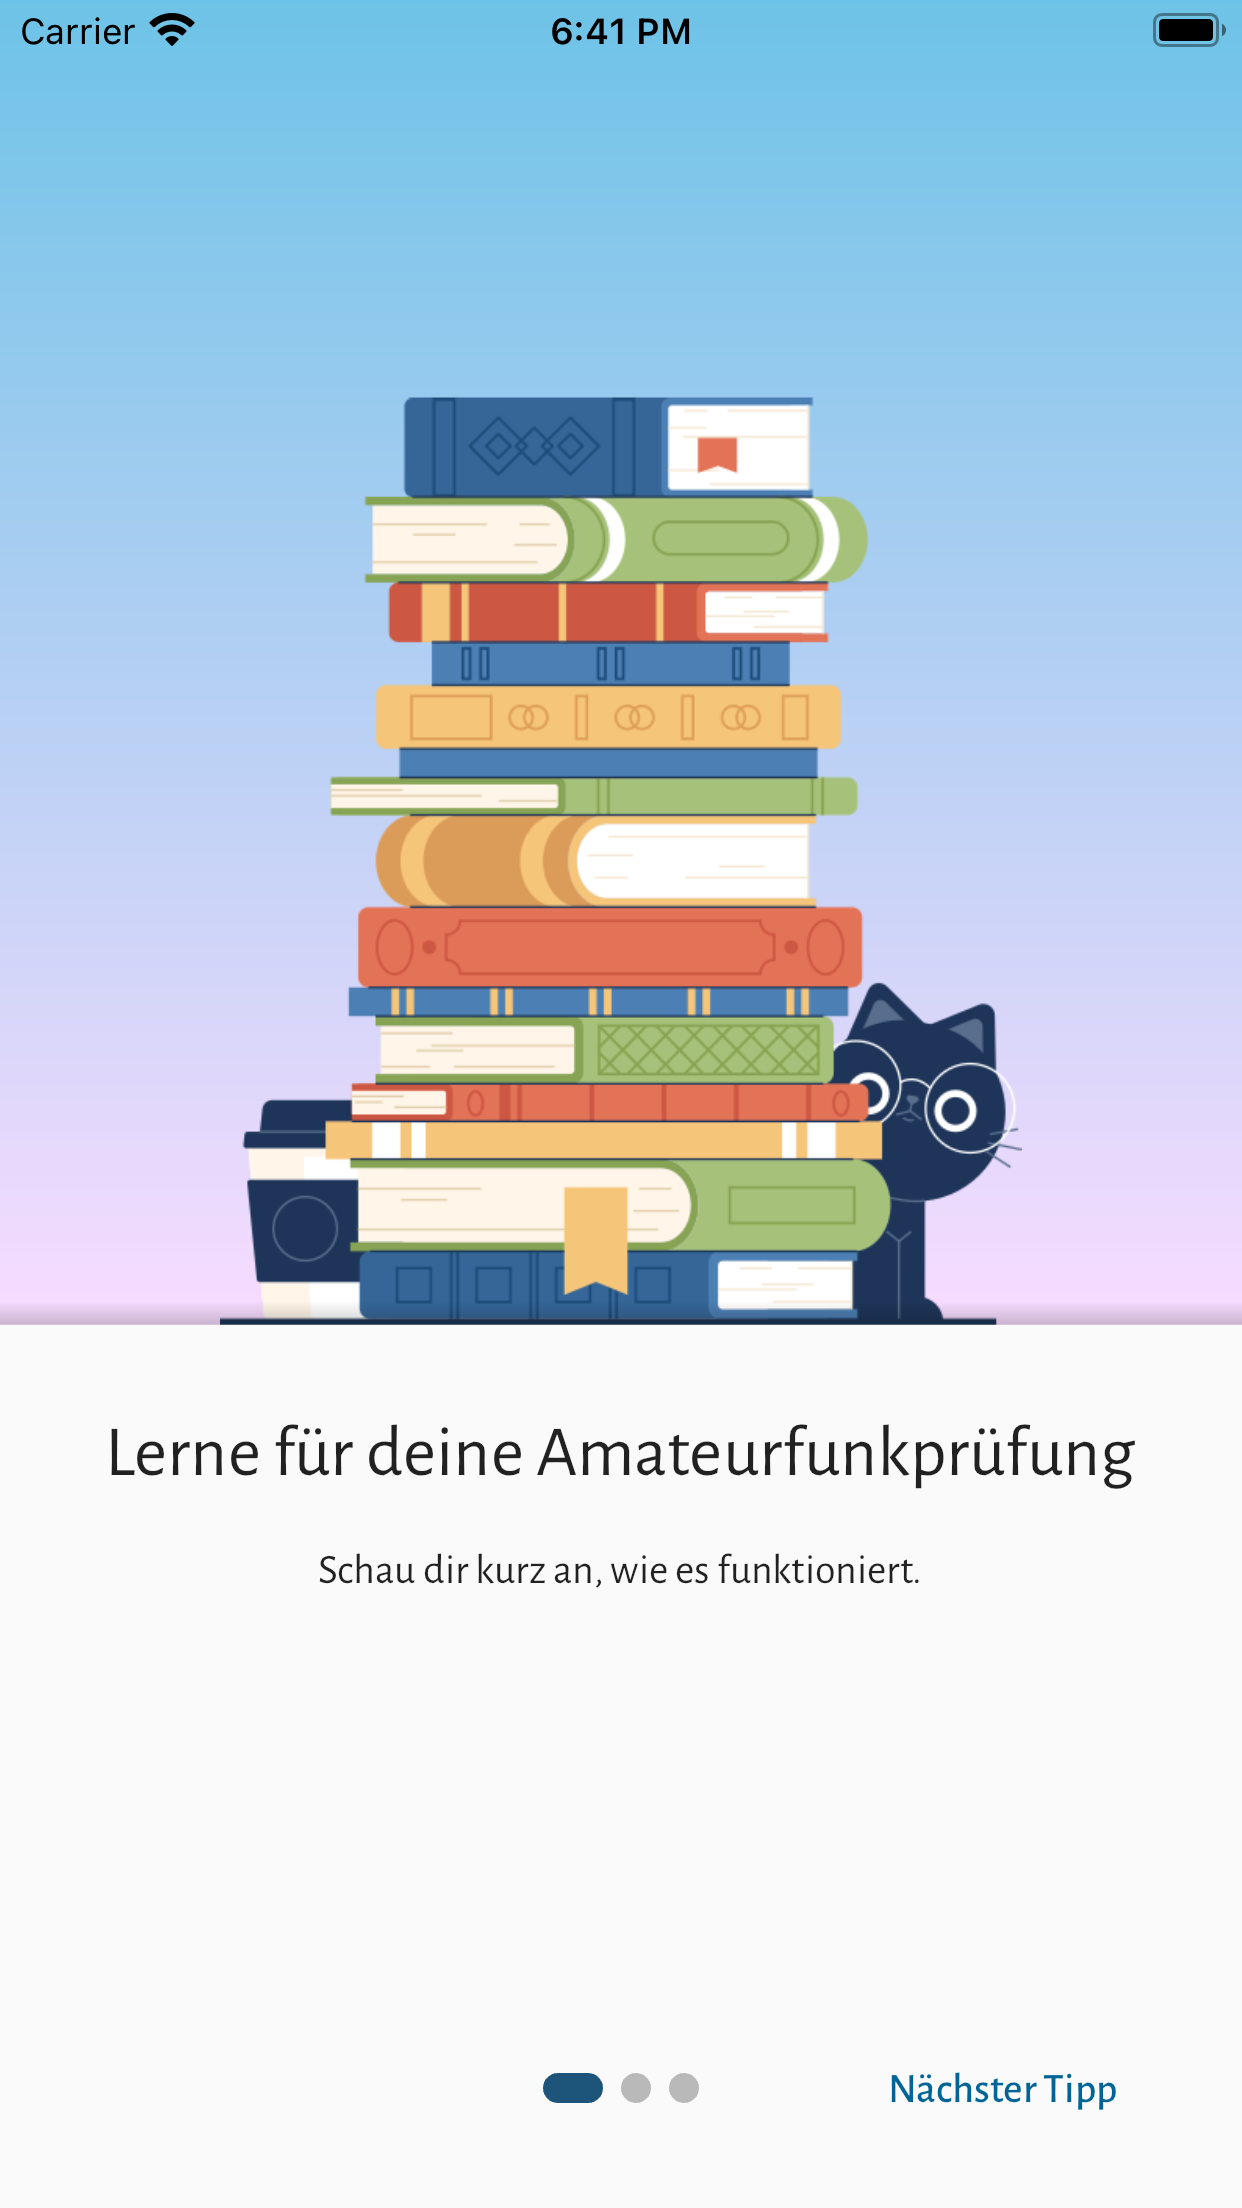 Carrier 6:41 PM
Lerne für deine Amateurfunkprüfung
Schau dir kurz an, wie es funktioniert.
Nächster Tipp